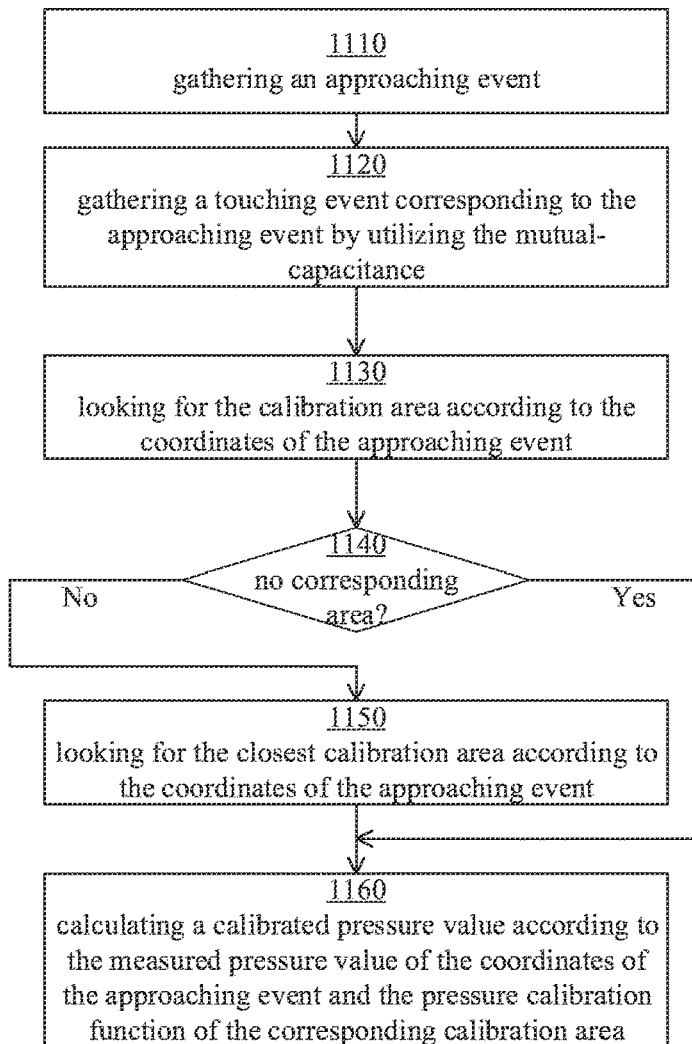 1110
gathering an approaching event
1120
gathering a touching event corresponding to the
approaching event by utilizing the mutual-
capacitance
1130
looking for the calibration area according to the
coordinates of the approaching event
1140
no corresponding
area?
No
Yes
1150
looking for the closest calibration area according to
the coordinates of the approaching event
1160
calculating a calibrated pressure value according to
the measured pressure value of the coordinates of
the approaching event and the pressure calibration
function of the corresponding calibration area